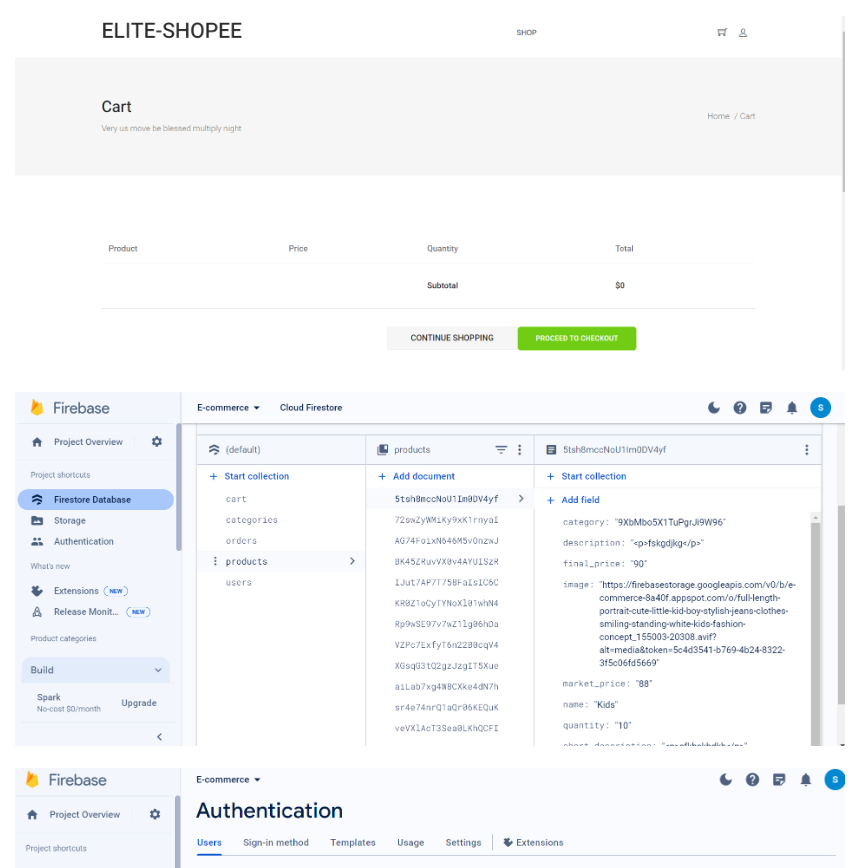 ELITE-SHOPEE
SHOP
Cart
Very us move be blessed multiply night
Home / Cart
Product Price Quantity Total
Subtotal $0
CONTINUE SHOPPING PROCEED TO CHECKOUT
Firebase
E-commerce Cloud Firestore
S
Project Overview
Project shortcuts
Firestore Database
Storage
Authentication
What's new
Extensions NEW
Release Monit... NEW
Product categories
Build
Spark
No-cost $0/month
Upgrade
(default)
+ Start collection
cart
categories
orders
products
users
products
+ Add document
5tsh8mccNoU1Im0DV4yf
72swZyWMiKy9xK1rnyaI
AG74FoixN646M5vOnzwJ
BK45ZRuvVX0v4AYUISzR
IJut7AP7T75BFaIsIC6C
KR0Z1oCyTYNoXl01whN4
Rp9wSE97v7wZ1lg06hDa
VZPc7ExfyT6n22B0cqV4
XGsqG3tQ2gzJzgIT5Xue
aiLab7xg4W8CXke4dN7h
sr4e74nrQ1aQr06KEQuK
veVXlAcT3Sea0LKhQCFI
5tsh8mccNoU1Im0DV4yf
+ Start collection
+ Add field
category: "9XbMbo5X1TuPgrJi9W96"
description: "<p>fskgdjkg</p>"
final_price: "90"
image: "https://firebasestorage.googleapis.com/v0/b/e-
commerce-8a40f.appspot.com/o/full-length-
portrait-cute-little-kid-boy-stylish-jeans-clothes-
smiling-standing-white-kids-fashion-
concept_155003-20308.avif?
alt=media&token=5c4d3541-b769-4b24-8322-
3f5c06fd5669"
market_price: "88"
name: "Kids"
quantity: "10"
Firebase
E-commerce
S
Project Overview
Project shortcuts
Authentication
Users Sign-in method Templates Usage Settings Extensions